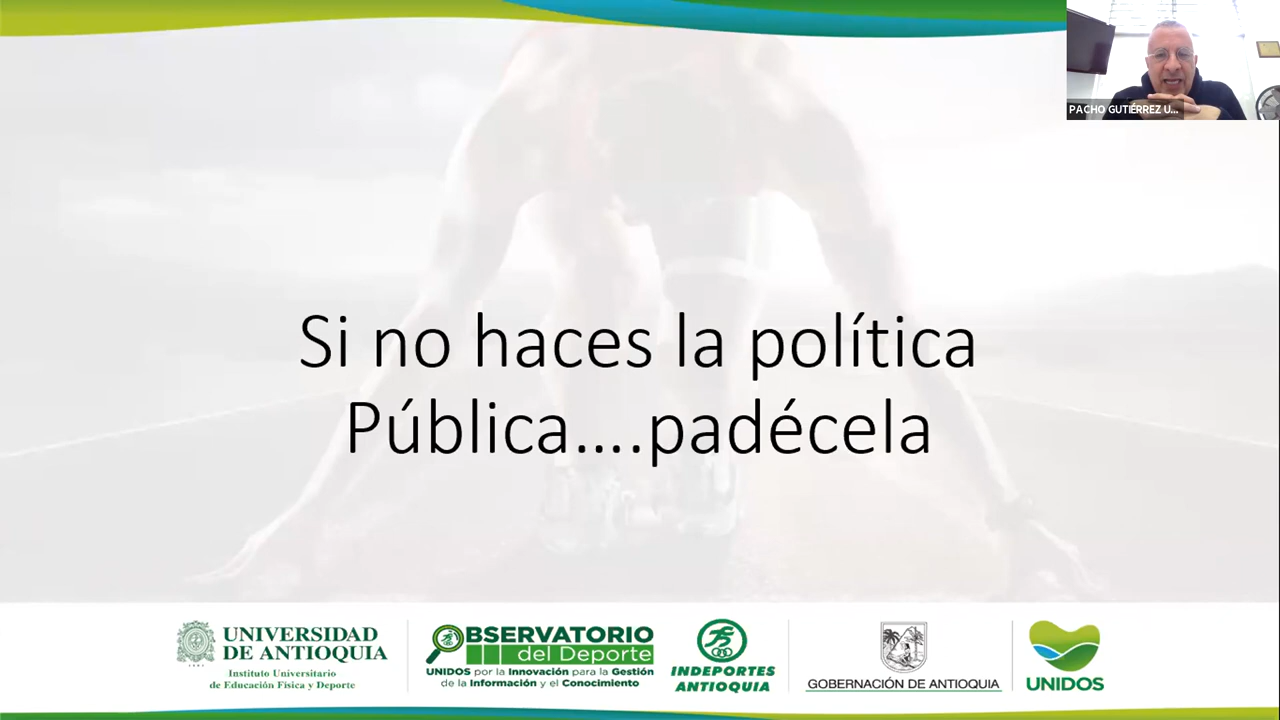 PACHO GUTIÉRREZ U...
Si no haces la política
Pública....padécela
UNIVERSIDAD
DE ANTIOQUIA
Instituto Universitario
de Educación Física y Deporte
OBSERVATORIO
del Deporte
UNIDOS por la Innovación para la Gestión
de la Información y el Conocimiento
INDEPORTES
ANTIOQUIA
GOBERNACIÓN DE ANTIOQUIA
UNIDOS